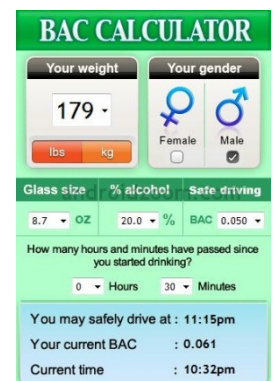 BAC CALCULATOR
Your weight Your gender
179
lbs kg
Female Male
Glass size % alcohol Safe driving
8.7 OZ 20.0 % BAC 0.050
How many hours and minutes have passed since
you started drinking?
0 Hours 30 Minutes
You may safely drive at : 11:15pm
Your current BAC : 0.061
Current time : 10:32pm